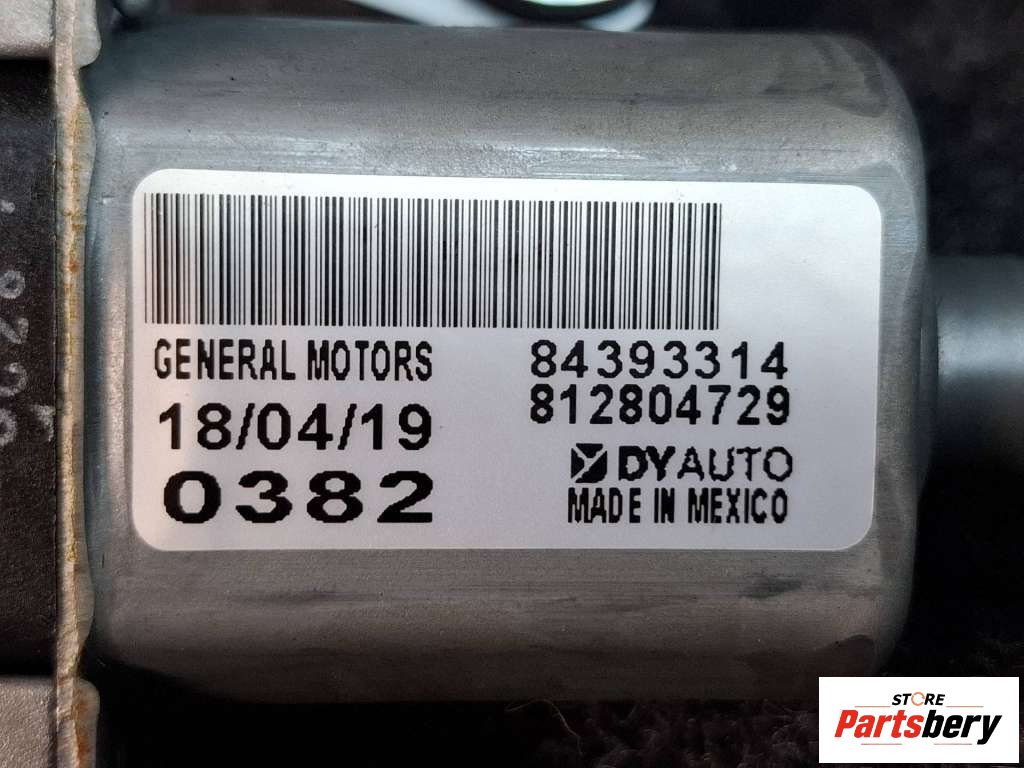 GENERAL MOTORS 84393314
18/04/19 812804729
0382 DYAUTO
MADE IN MEXICO
STORE
Partsbery